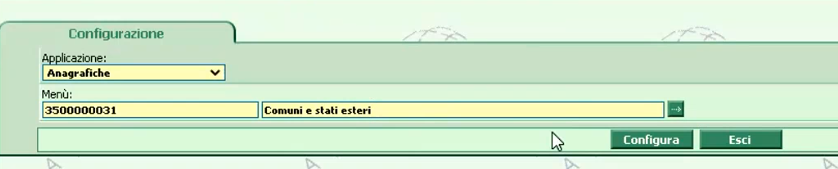 Configurazione
Applicazione:
Anagrafiche
Menù:
3500000031 Comuni e stati esteri
Configura Esci